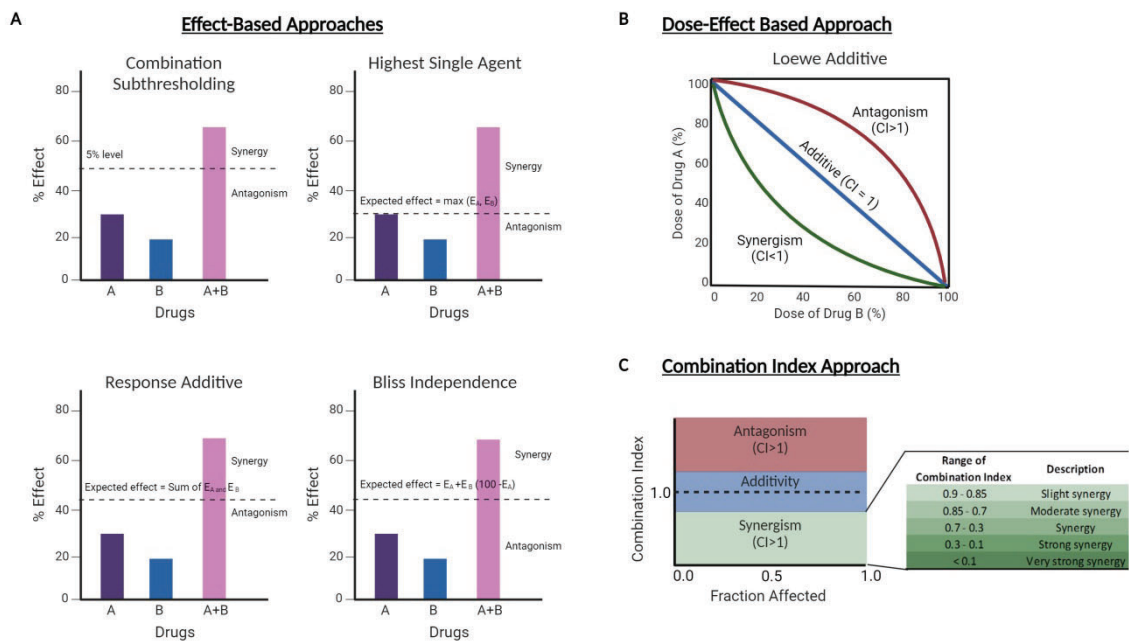 A
Effect-Based Approaches
Combination
Subthresholding
% Effect
80
60
40
20
0
5% level
Synergy
Antagonism
A
B
A+B
Drugs
Highest Single Agent
% Effect
80
60
40
20
0
Expected effect = max (EA, EB)
Synergy
Antagonism
A
B
A+B
Drugs
Response Additive
% Effect
80
60
40
20
0
Expected effect = Sum of EA and EB
Synergy
Antagonism
A
B
A+B
Drugs
Bliss Independence
% Effect
80
60
40
20
0
Expected effect = EA +EB (100 -EA)
Synergy
Antagonism
A
B
A+B
Drugs
B
Dose-Effect Based Approach
Loewe Additive
Dose of Drug A (%)
100
80
60
40
20
0
Antagonism
(CI>1)
Additive (CI = 1)
Synergism
(CI<1)
0 20 40 60 80 100
Dose of Drug B (%)
C
Combination Index Approach
Combination Index
1.0
Antagonism
(CI>1)
Additivity
Synergism
(CI>1)
0.0 0.5 1.0
Fraction Affected
Range of
Combination Index
Description
0.9 - 0.85 Slight synergy
0.85 - 0.7 Moderate synergy
0.7 - 0.3 Synergy
0.3 - 0.1 Strong synergy
< 0.1 Very strong synergy